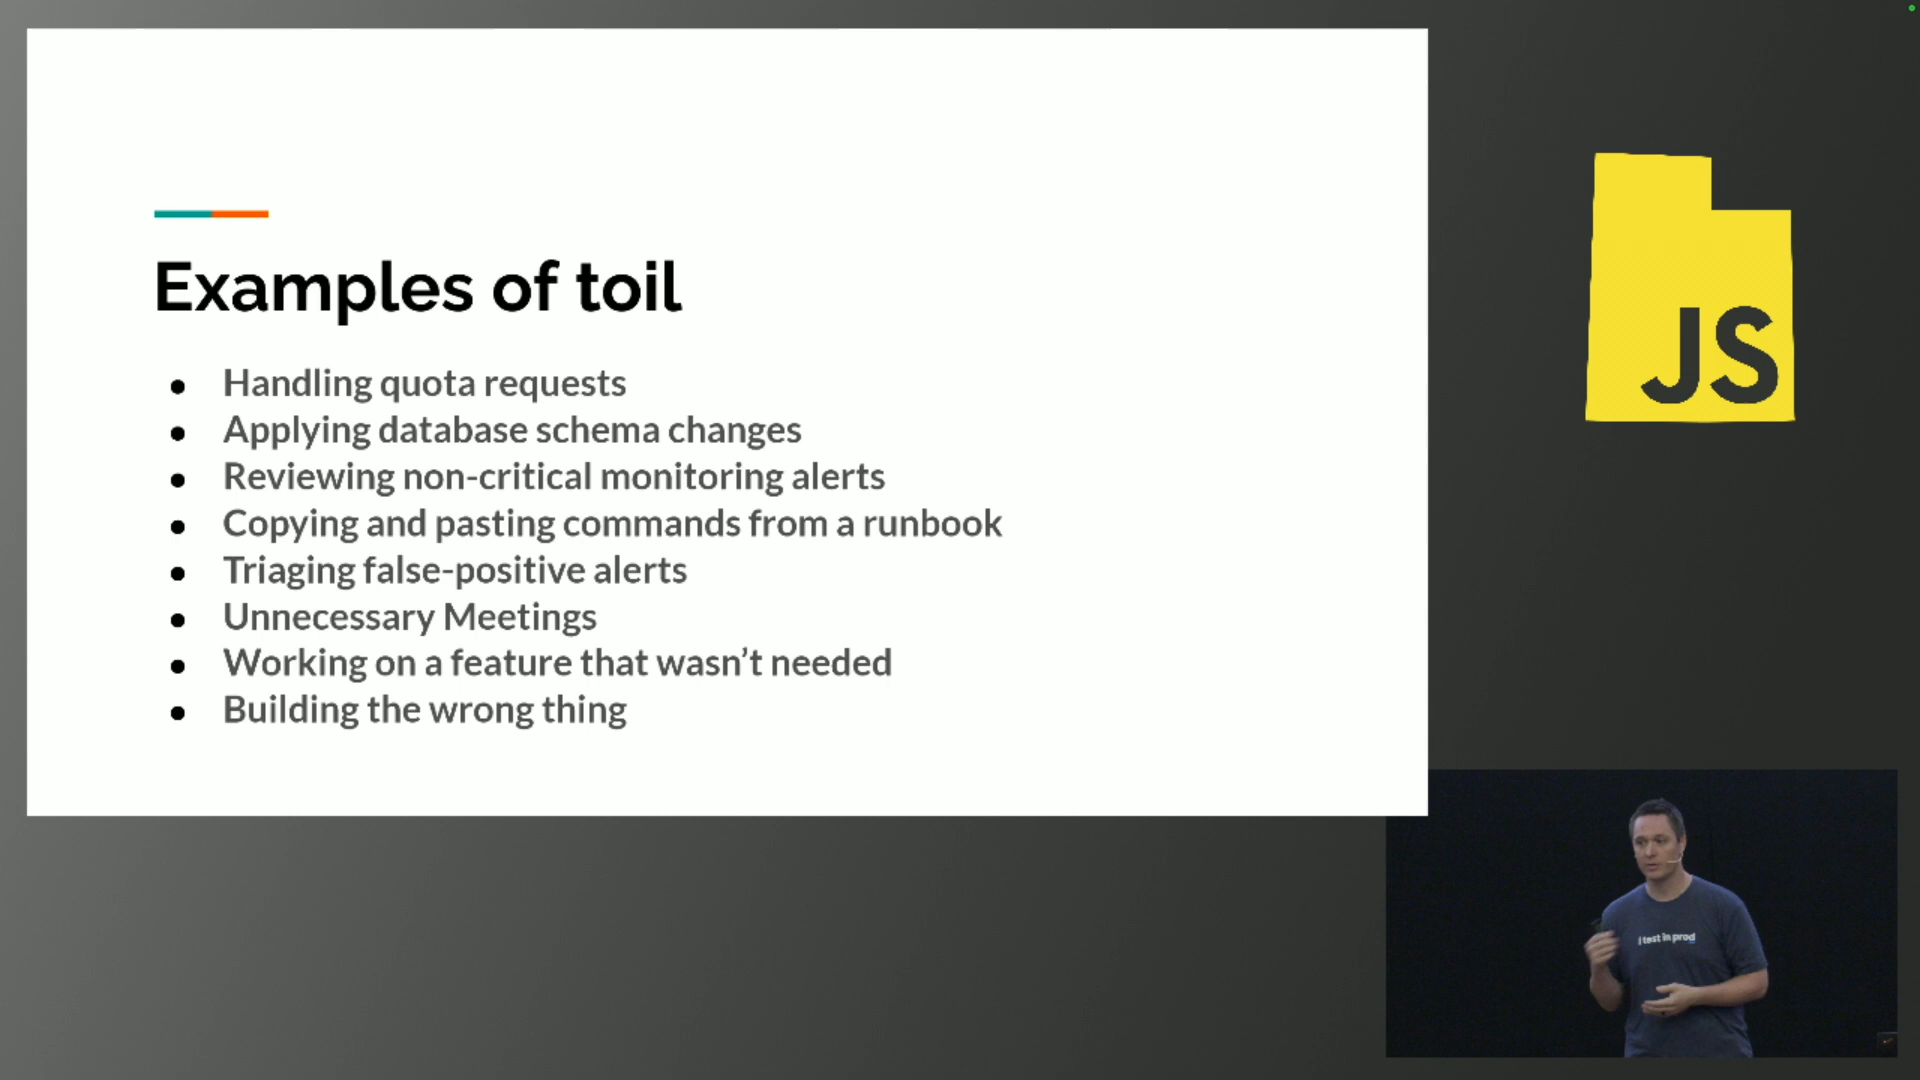 Examples of toil
Handling quota requests
Applying database schema changes
Reviewing non-critical monitoring alerts
Copying and pasting commands from a runbook
Triaging false-positive alerts
Unnecessary Meetings
Working on a feature that wasn’t needed
Building the wrong thing
JS
i test in prod